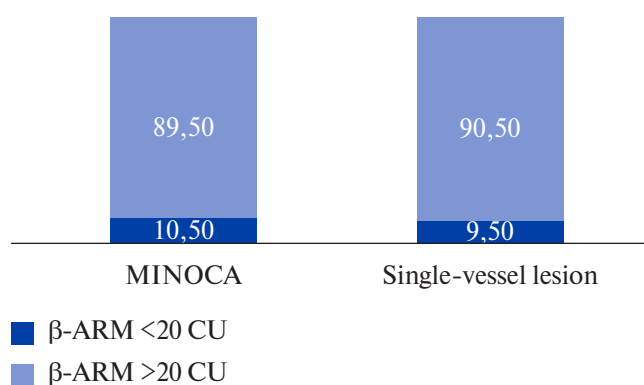 89,50 90,50
10,50 9,50
MINOCA Single-vessel lesion
β-ARM <20 CU
β-ARM >20 CU